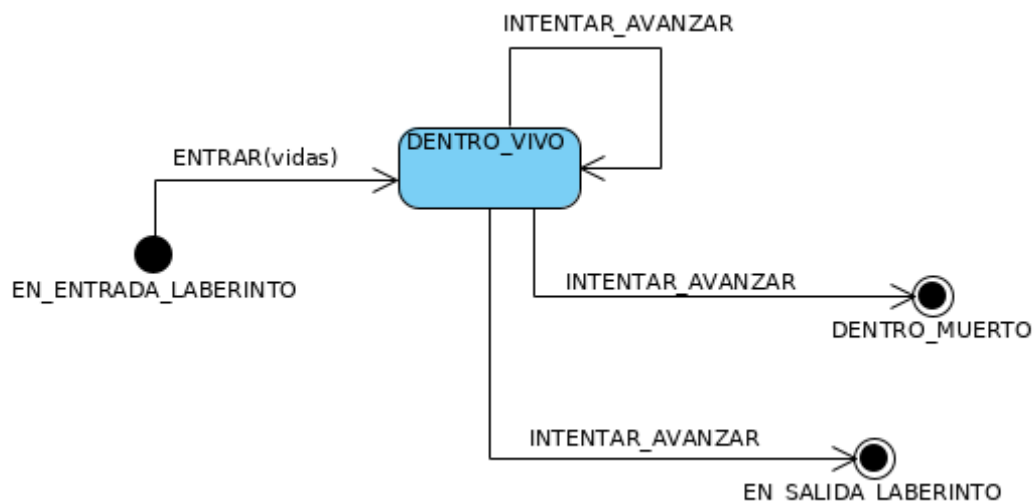 INTENTAR_AVANZAR
DENTRO_VIVO
ENTRAR(vidas)
EN_ENTRADA_LABERINTO
INTENTAR_AVANZAR
DENTRO_MUERTO
INTENTAR_AVANZAR
EN_SALIDA_LABERINTO